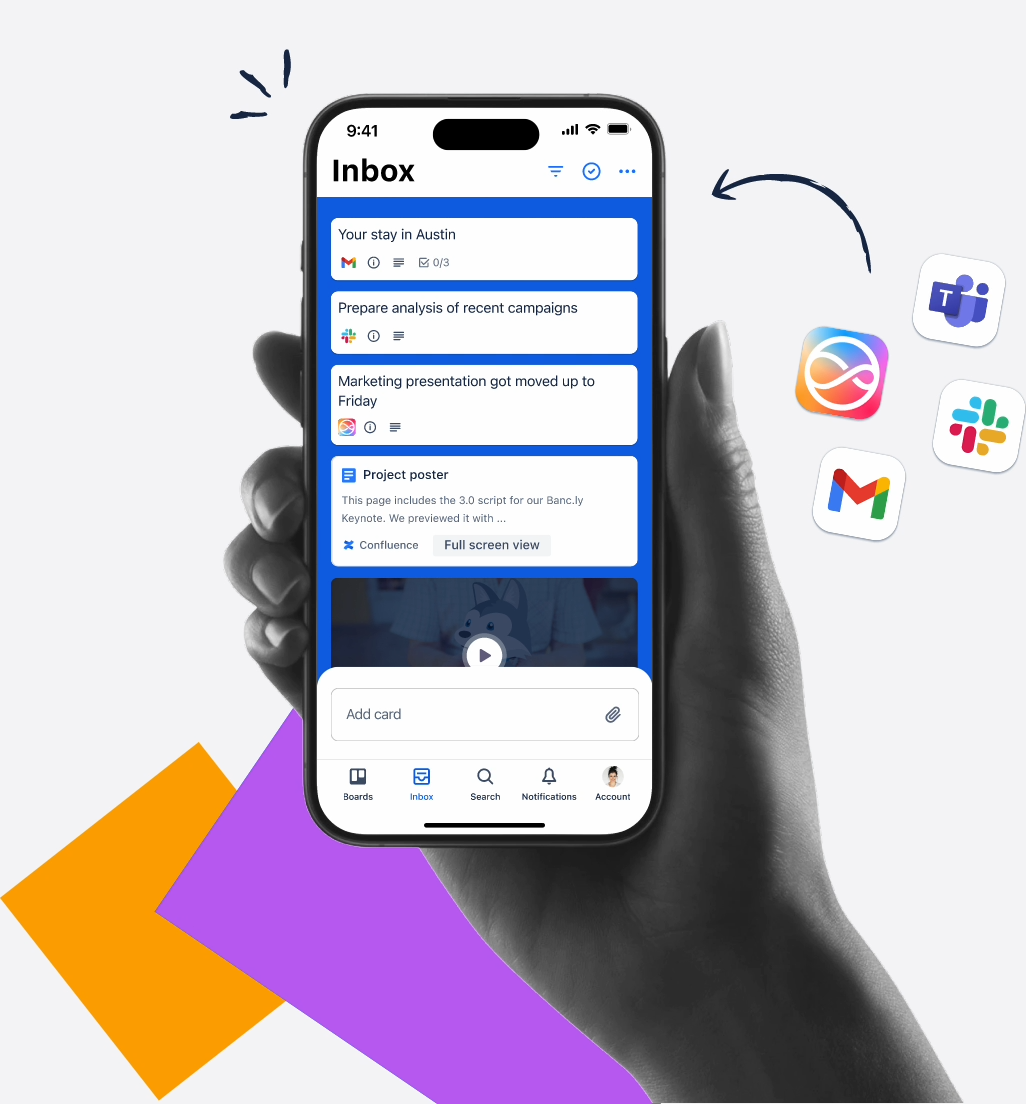 9:41
Inbox
Your stay in Austin
0/3
Prepare analysis of recent campaigns
Marketing presentation got moved up to
Friday
Project poster
This page includes the 3.0 script for our Banc.ly
Keynote. We previewed it with ...
Confluence
Full screen view
Add card
Boards
Inbox
Search
Notifications
Account
T